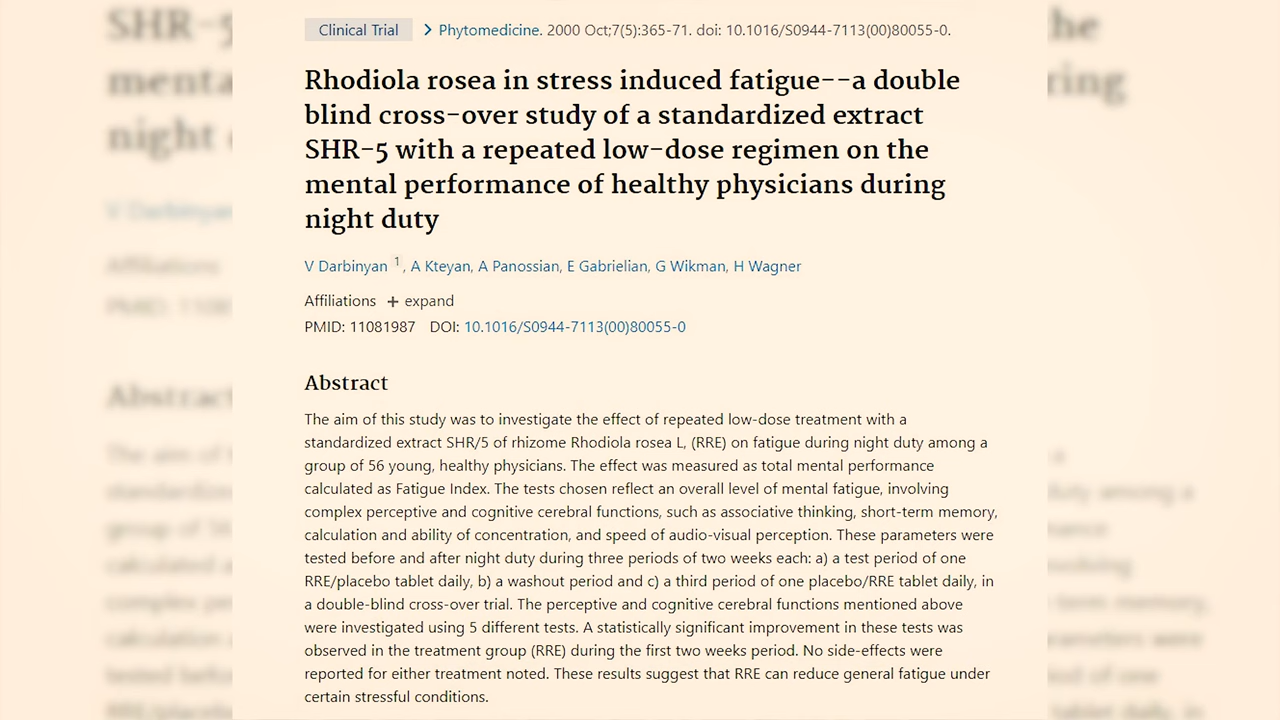 Clinical Trial > Phytomedicine. 2000 Oct;7(5):365-71. doi: 10.1016/S0944-7113(00)80055-0.
Rhodiola rosea in stress induced fatigue--a double
blind cross-over study of a standardized extract
SHR-5 with a repeated low-dose regimen on the
mental performance of healthy physicians during
night duty
V Darbinyan 1, A Kteyan, A Panossian, E Gabrielian, G Wikman, H Wagner
Affiliations + expand
PMID: 11081987 DOI: 10.1016/S0944-7113(00)80055-0
Abstract
The aim of this study was to investigate the effect of repeated low-dose treatment with a
standardized extract SHR/5 of rhizome Rhodiola rosea L, (RRE) on fatigue during night duty among a
group of 56 young, healthy physicians. The effect was measured as total mental performance
calculated as Fatigue Index. The tests chosen reflect an overall level of mental fatigue, involving
complex perceptive and cognitive cerebral functions, such as associative thinking, short-term memory,
calculation and ability of concentration, and speed of audio-visual perception. These parameters were
tested before and after night duty during three periods of two weeks each: a) a test period of one
RRE/placebo tablet daily, b) a washout period and c) a third period of one placebo/RRE tablet daily, in
a double-blind cross-over trial. The perceptive and cognitive cerebral functions mentioned above
were investigated using 5 different tests. A statistically significant improvement in these tests was
observed in the treatment group (RRE) during the first two weeks period. No side-effects were
reported for either treatment noted. These results suggest that RRE can reduce general fatigue under
certain stressful conditions.